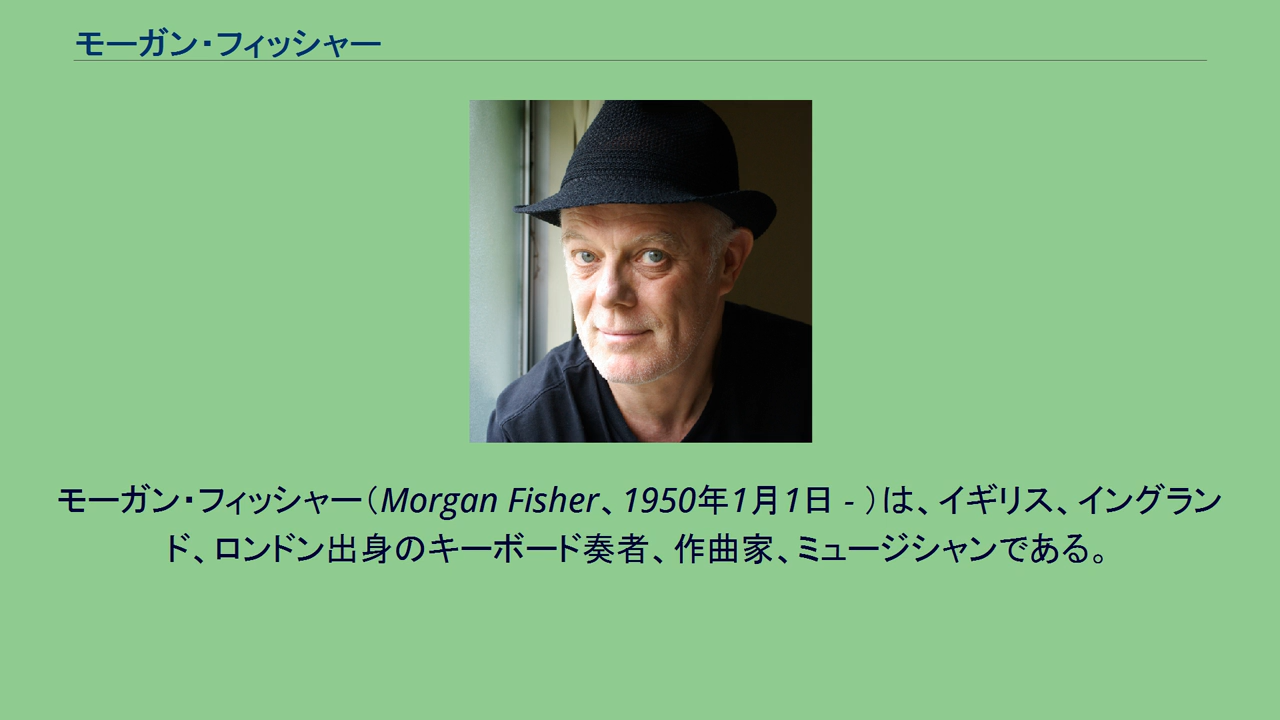 モーガン・フィッシャー
モーガン・フィッシャー（Morgan Fisher、1950年1月1日 - ）は、イギリス、イングラン
ド、ロンドン出身のキーボード奏者、作曲家、ミュージシャンである。